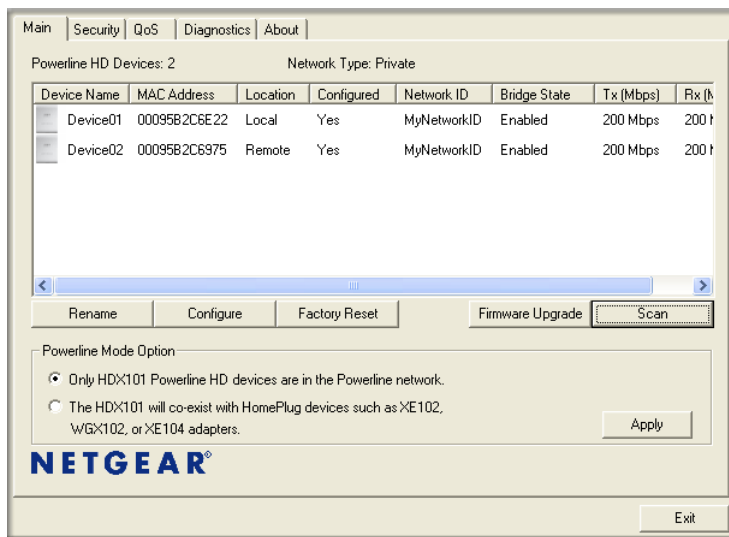 Main Security QoS Diagnostics About
Powerline HD Devices: 2 Network Type: Private
Device Name MAC Address Location Configured Network ID Bridge State Tx (Mbps)
Device01 00095B2C6E22 Local Yes MyNetworkID Enabled 200 Mbps 200
Device02 00095B2C6975 Remote Yes MyNetworkID Enabled 200 Mbps 200
Rename Configure Factory Reset Firmware Upgrade Scan
Powerline Mode Option
Only HDX101 Powerline HD devices are in the Powerline network.
The HDX101 will co-exist with HomePlug devices such as XE102,
WGX102, or XE104 adapters.
Apply
NETGEAR®
Exit